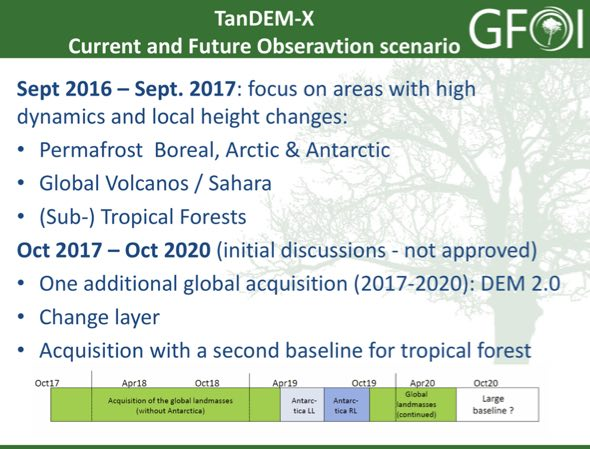 TanDEM-X
Current and Future Obseravtion scenario
GFOI
Sept 2016 – Sept. 2017: focus on areas with high
dynamics and local height changes:
• Permafrost Boreal, Arctic & Antarctic
• Global Volcanos / Sahara
• (Sub-) Tropical Forests
Oct 2017 – Oct 2020 (initial discussions - not approved)
• One additional global acquisition (2017-2020): DEM 2.0
• Change layer
• Acquisition with a second baseline for tropical forest
Oct17 Apr18 Oct18 Apr19 Oct19 Apr20 Oct20
Acquisition of the global landmasses
(without Antarctica)
Antarc-
tica LL
Antarc-
tica RL
Global
landmasses
(continued)
Large
baseline ?